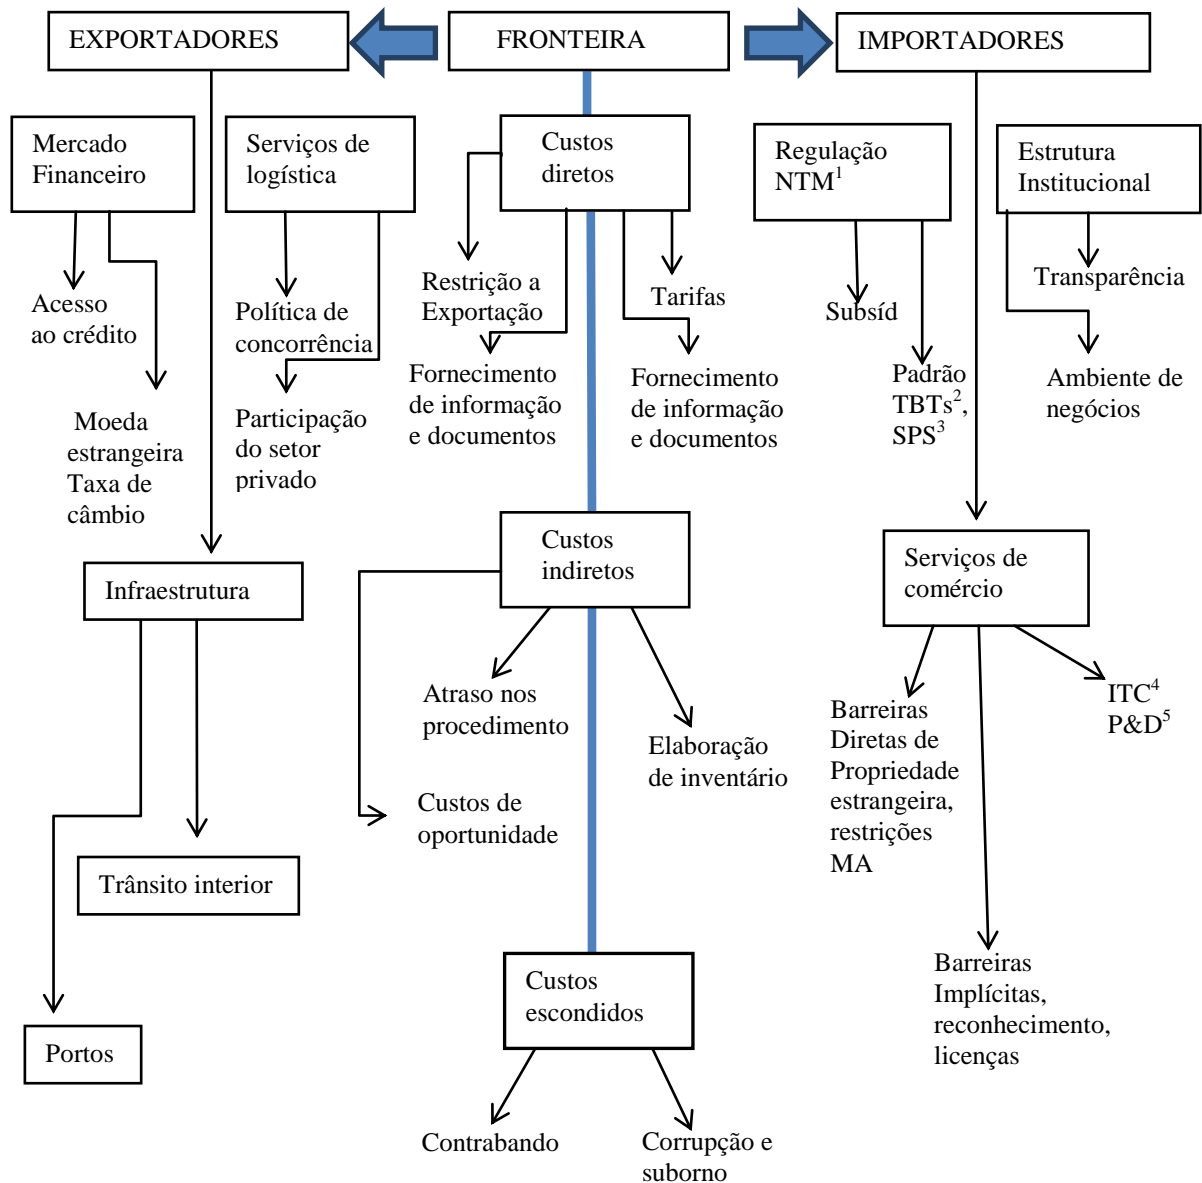 EXPORTADORES
FRONTEIRA
IMPORTADORES
Mercado
Financeiro
Serviços de
logística
Custos
diretos
Regulação
NTM¹
Estrutura
Institucional
Acesso
ao crédito
Política de
concorrência
Restrição a
Exportação
Tarifas
Subsíd
Transparência
Moeda
estrangeira
Taxa de
câmbio
Participação
do setor
privado
Fornecimento
de informação
e documentos
Fornecimento
de informação
e documentos
Padrão
TBTs²,
SPS³
Ambiente de
negócios
Infraestrutura
Custos
indiretos
Serviços de
comércio
Atraso nos
procedimento
Elaboração
de inventário
Custos de
oportunidade
Barreiras
Diretas de
Propriedade
estrangeira,
restrições
MA
ITC⁴
P&D⁵
Trânsito interior
Portos
Custos
escondidos
Barreiras
Implícitas,
reconhecimento,
licenças
Contrabando
Corrupção e
suborno